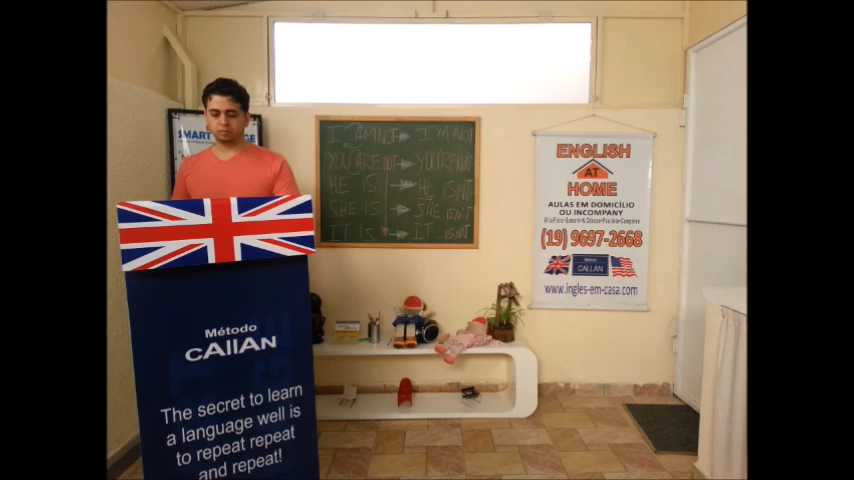 SMART
I AM NOT → I'M NOT
YOU ARE NOT → YOU'RE NOT
HE IS → HE ISN'T
SHE IS → SHE ISN'T
IT IS → IT ISN'T
ENGLISH
AT
HOME
AULAS EM DOMICÍLIO
OU INCOMPANY
(19) 9697-2668
CALLAN
www.ingles-em-casa.com
Método
CAllAN
The secret to learn
a language well is
to repeat repeat
and repeat!